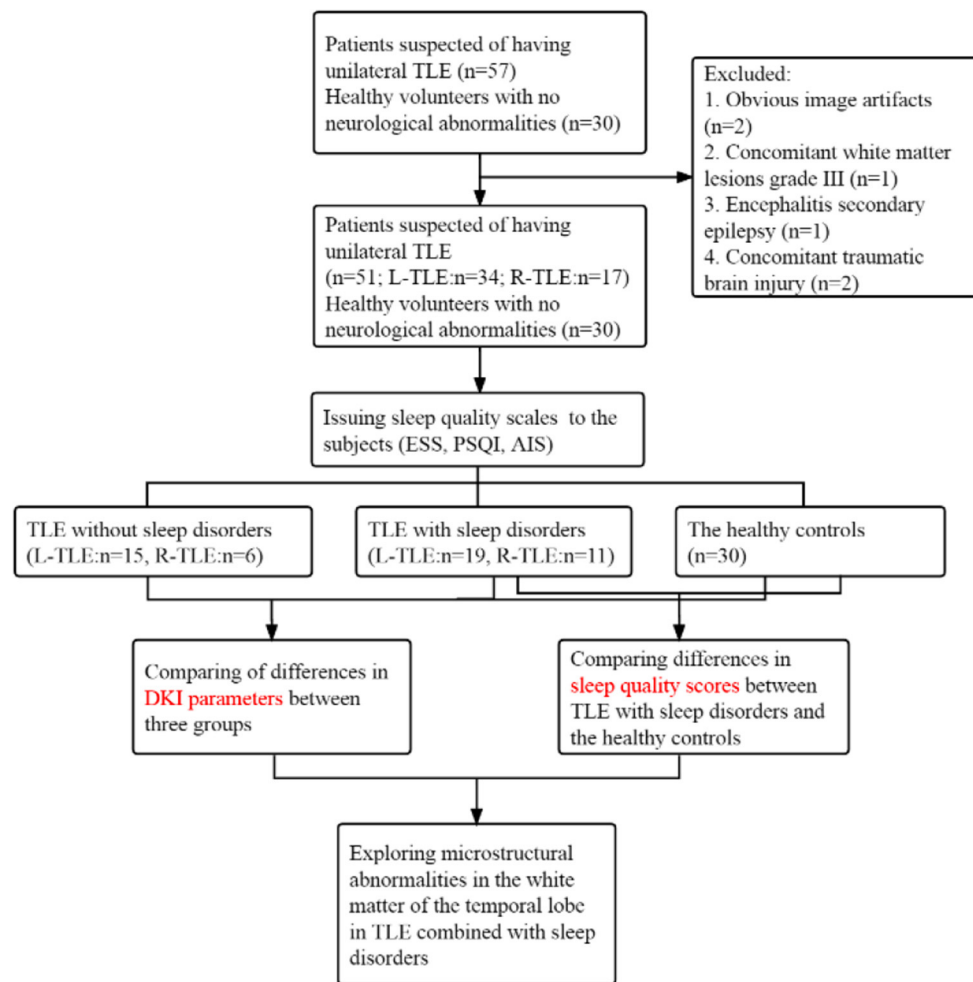 Patients suspected of having
unilateral TLE (n=57)
Healthy volunteers with no
neurological abnormalities (n=30)
Excluded:
1. Obvious image artifacts
(n=2)
2. Concomitant white matter
lesions grade III (n=1)
3. Encephalitis secondary
epilepsy (n=1)
4. Concomitant traumatic
brain injury (n=2)
Patients suspected of having
unilateral TLE
(n=51; L-TLE:n=34; R-TLE:n=17)
Healthy volunteers with no
neurological abnormalities (n=30)
Issuing sleep quality scales to the
subjects (ESS, PSQI, AIS)
TLE without sleep disorders
(L-TLE:n=15, R-TLE:n=6)
TLE with sleep disorders
(L-TLE:n=19, R-TLE:n=11)
The healthy controls
(n=30)
Comparing of differences in
DKI parameters between
three groups
Comparing differences in
sleep quality scores between
TLE with sleep disorders and
the healthy controls
Exploring microstructural
abnormalities in the white
matter of the temporal lobe
in TLE combined with sleep
disorders